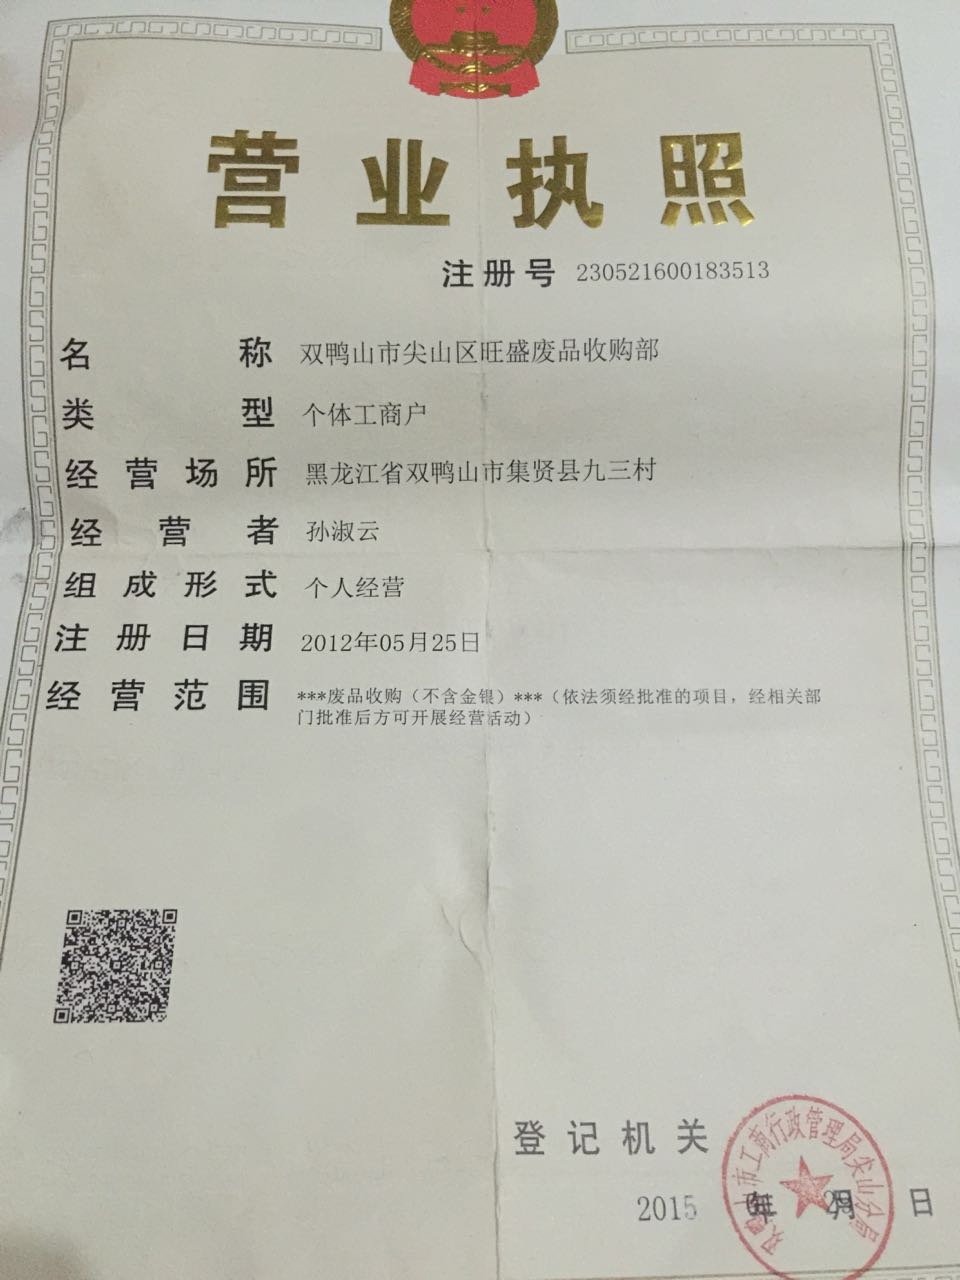 营业执照
注册号 230521600183513
名称 双鸭山市尖山区旺盛废品收购部
类型 个体工商户
经营场所 黑龙江省双鸭山市集贤县九三村
经营者 孙淑云
组成形式 个人经营
注册日期 2012年05月25日
经营范围 ***废品收购（不含金银）***（依法须经批准的项目，经相关部
门批准后方可开展经营活动）
登记机关
双鸭山市工商行政管理局尖山分局
2015 年 月 日